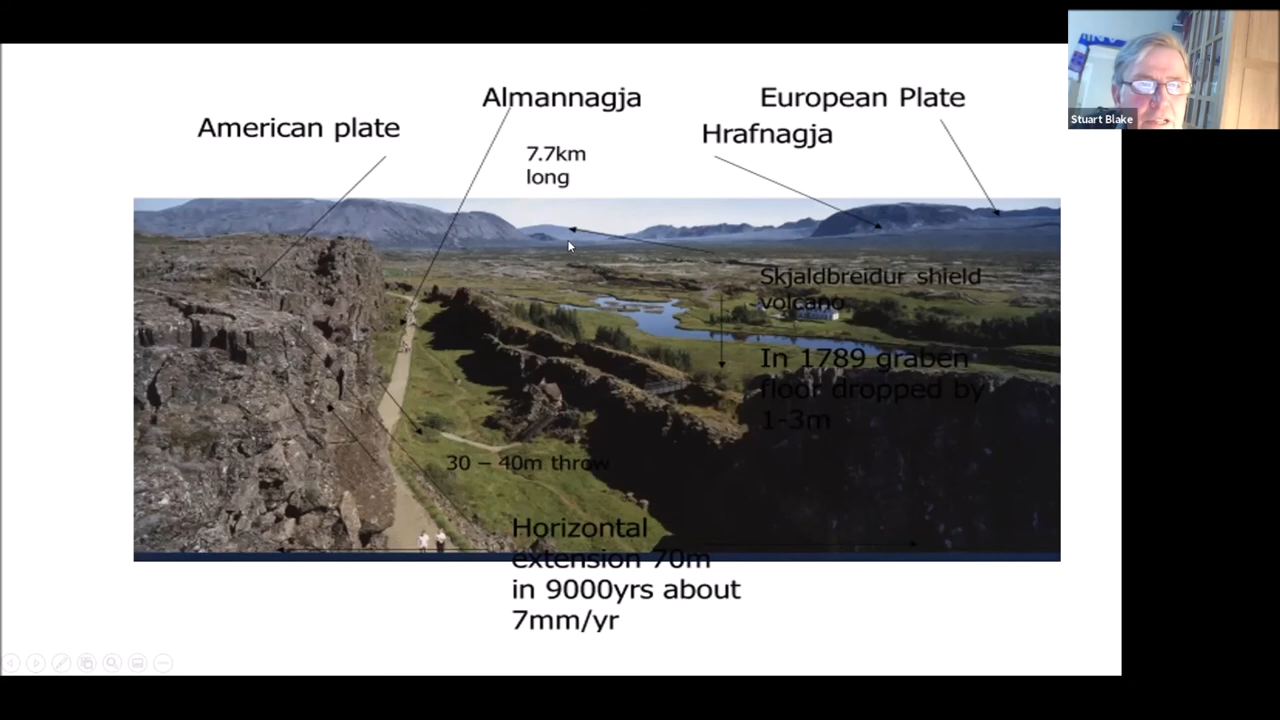 Almannagja
European Plate
American plate
Hrafnagja
7.7km
long
Skjaldbreidur shield
volcano
In 1789 graben
floor dropped by
1-3m
30 – 40m throw
Horizontal
extension 70m
in 9000yrs about
7mm/yr
Stuart Blake